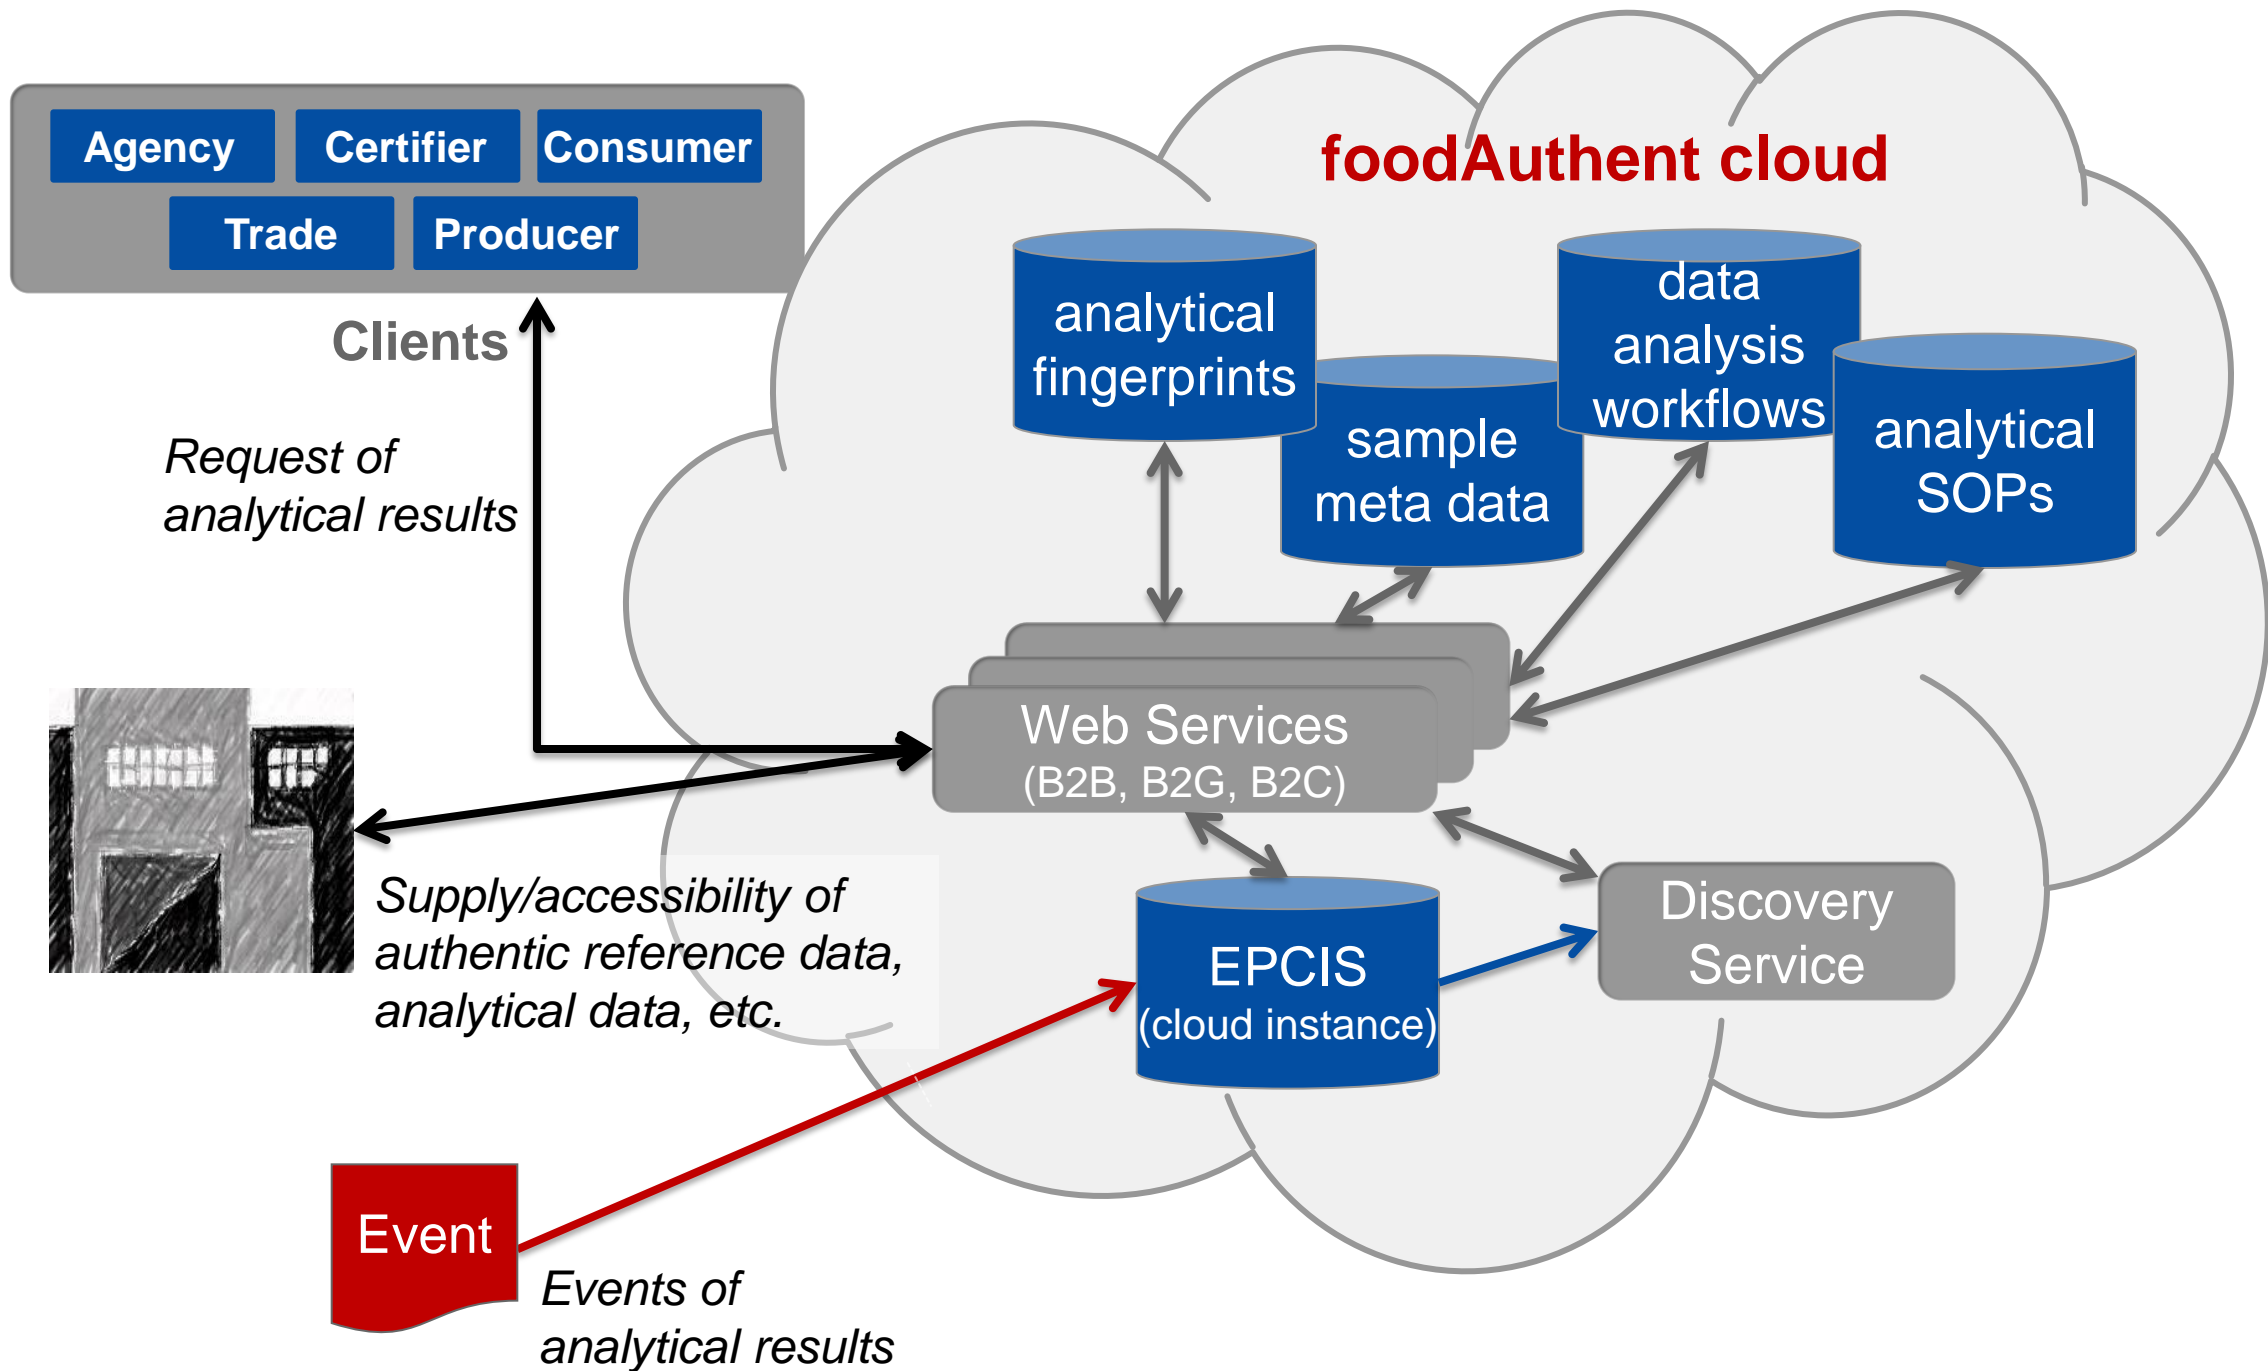 Agency
Certifier
Consumer
Trade
Producer
Clients
Request of
analytical results
foodAuthent cloud
analytical
fingerprints
sample
meta data
data
analysis
workflows
analytical
SOPs
Web Services
(B2B, B2G, B2C)
Supply/accessibility of
authentic reference data,
analytical data, etc.
EPCIS
(cloud instance)
Discovery
Service
Event
Events of
analytical results